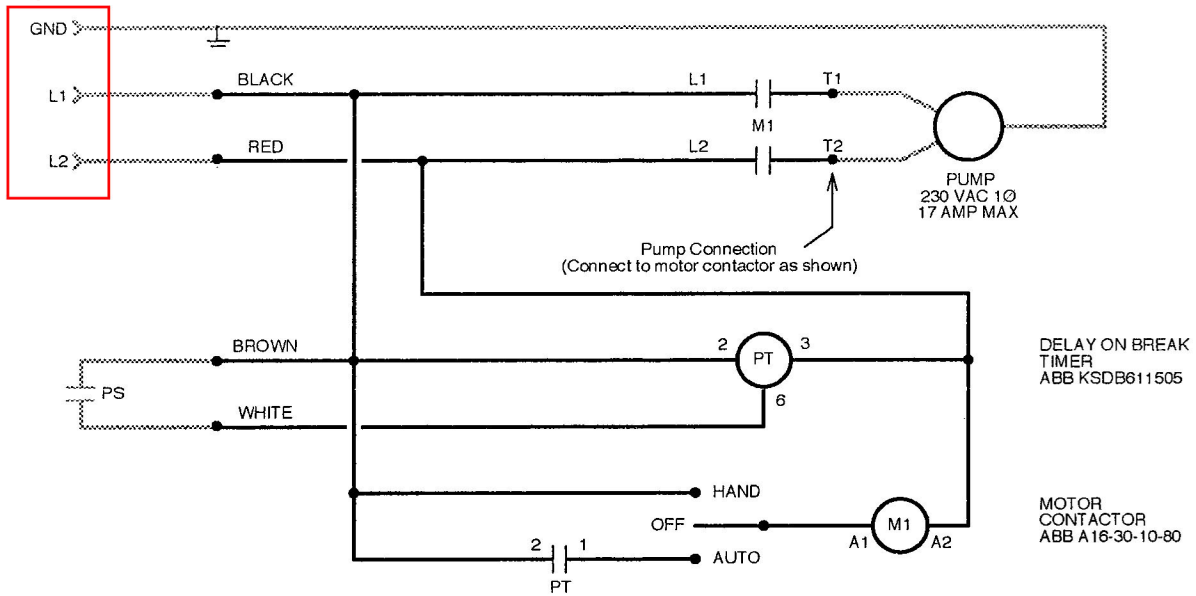 GND
BLACK
L1
L1
T1
M1
RED
L2
L2
T2
PUMP
230 VAC 1Ø
17 AMP MAX
Pump Connection
(Connect to motor contactor as shown)
BROWN
2
PT
3
DELAY ON BREAK
TIMER
ABB KSDB611505
PS
6
WHITE
HAND
OFF
M1
A1
A2
MOTOR
CONTACTOR
ABB A16-30-10-80
2
1
AUTO
PT